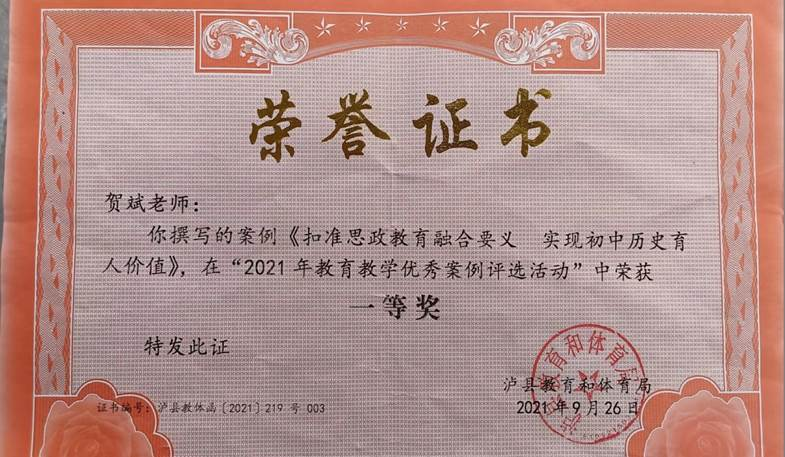 荣誉证书
贺斌老师：
你撰写的案例《扣准思政教育融合要义　实现初中历史育
人价值》，在“2021年教育教学优秀案例评选活动”中荣获
一等奖
特发此证
泸县教育和体育局
2021年9月26日
证书编号：泸县教体函〔2021〕219 号 003